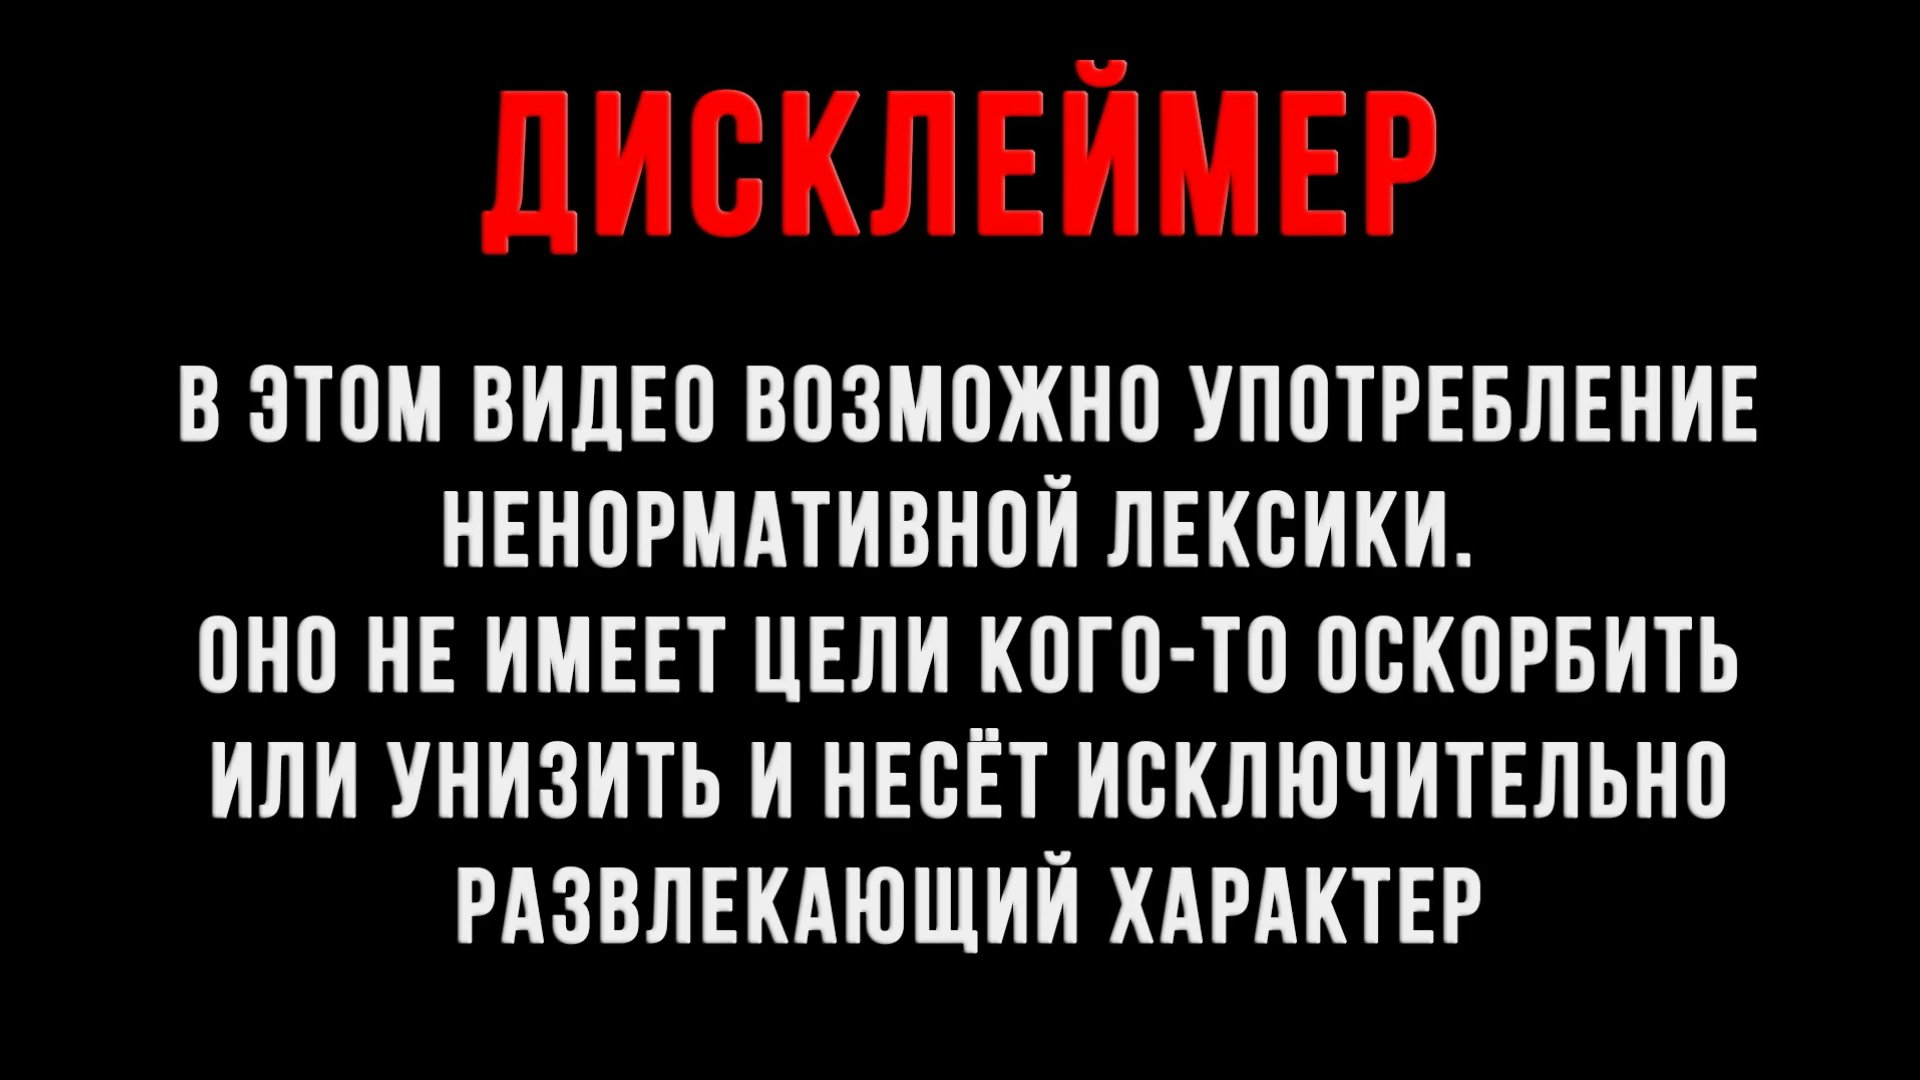 ДИСКЛЕЙМЕР
В ЭТОМ ВИДЕО ВОЗМОЖНО УПОТРЕБЛЕНИЕ
НЕНОРМАТИВНОЙ ЛЕКСИКИ.
ОНО НЕ ИМЕЕТ ЦЕЛИ КОГО-ТО ОСКОРБИТЬ
ИЛИ УНИЗИТЬ И НЕСЁТ ИСКЛЮЧИТЕЛЬНО
РАЗВЛЕКАЮЩИЙ ХАРАКТЕР